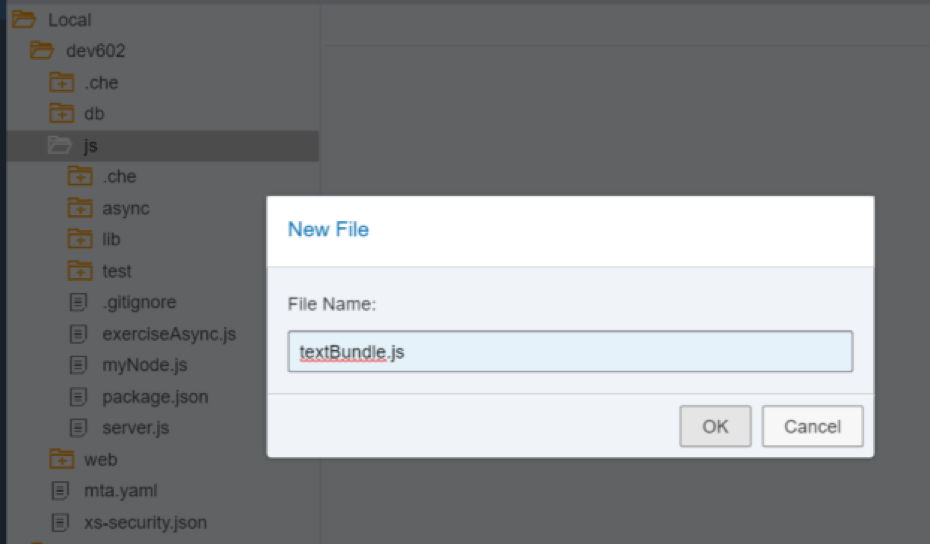 Local
dev602
.che
db
js
.che
async
lib
test
.gitignore
exerciseAsync.js
myNode.js
package.json
server.js
web
mta.yaml
xs-security.json
New File
File Name:
textBundle.js
OK
Cancel